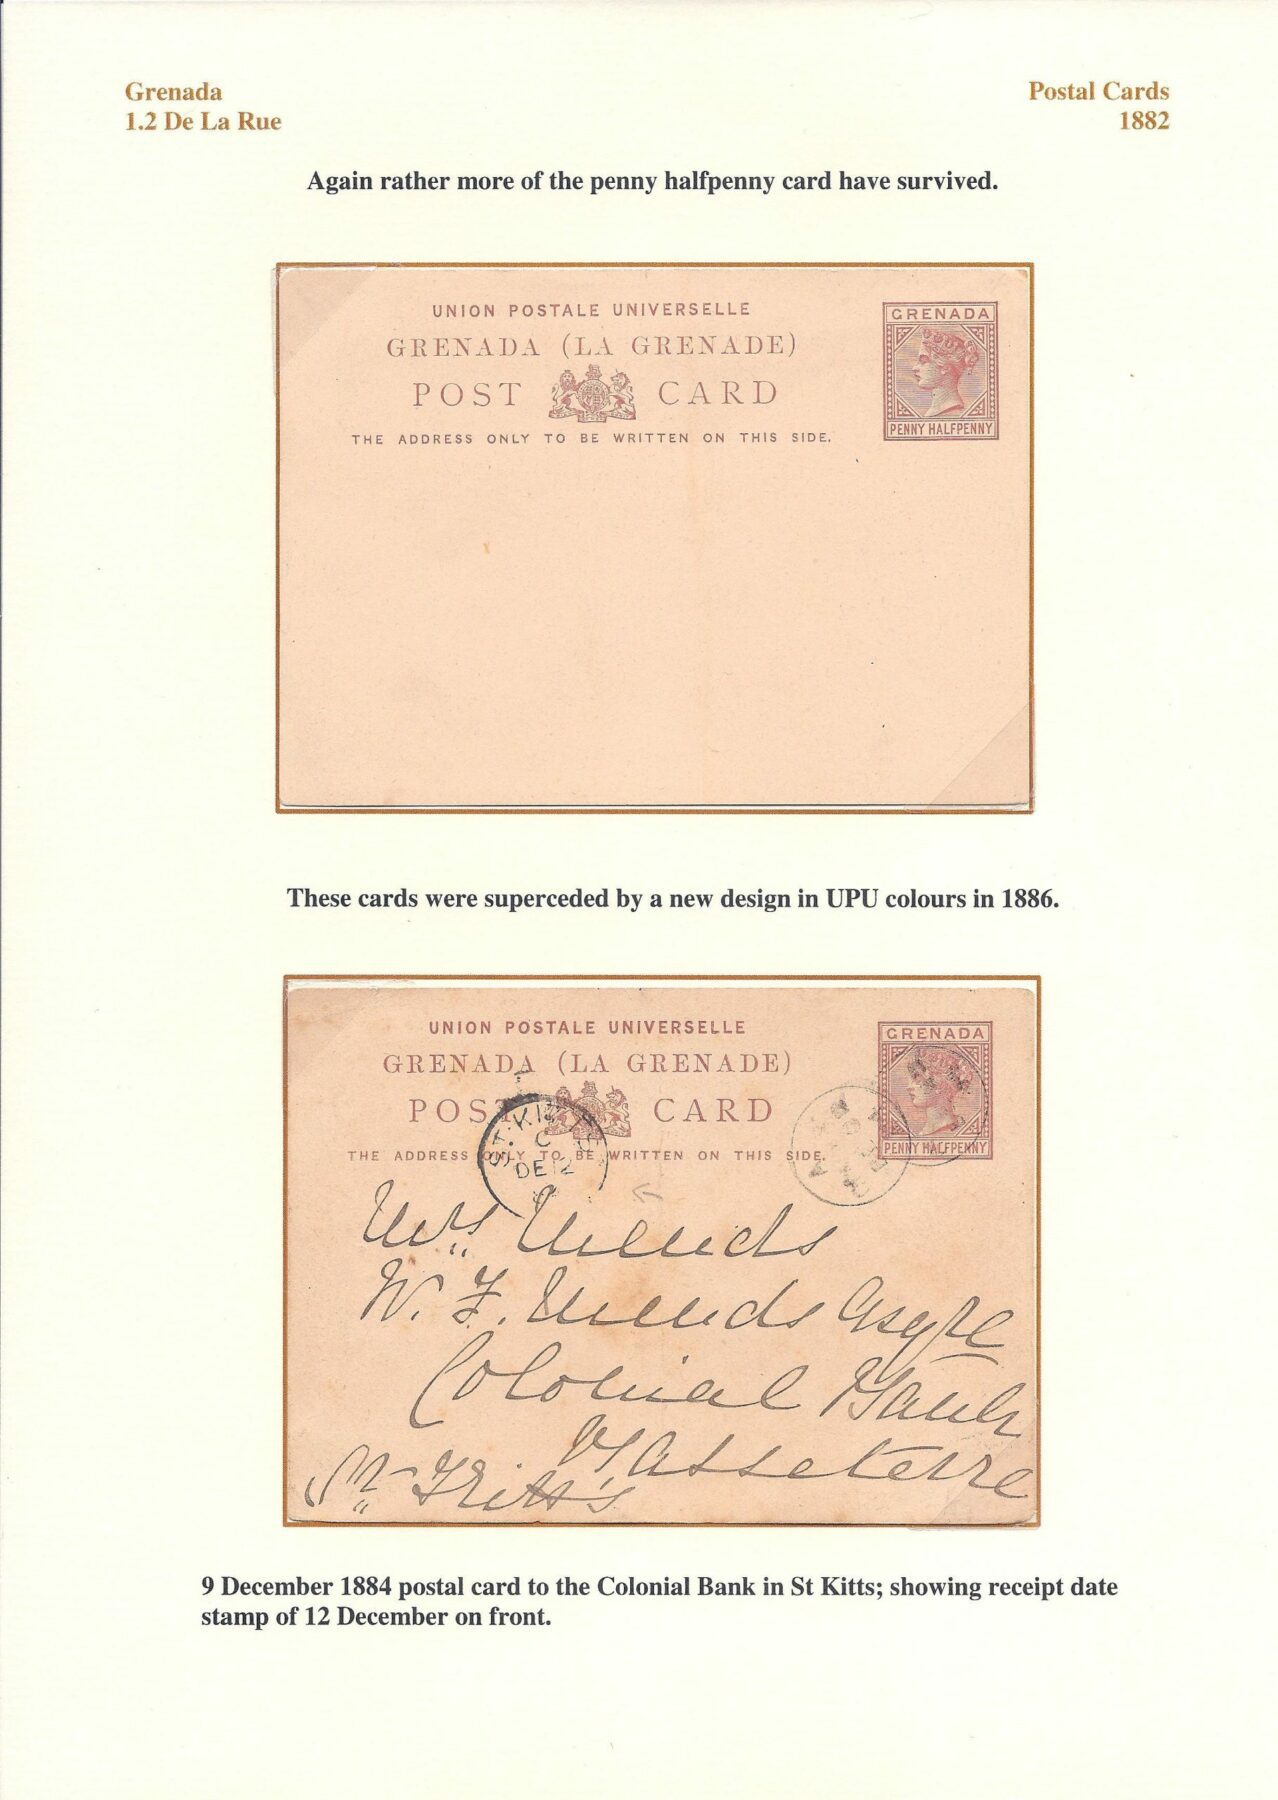 Grenada
Postal Cards
1.2 De La Rue
1882
Again rather more of the penny halfpenny card have survived.
UNION POSTALE UNIVERSELLE
GRENADA (LA GRENADE)
POST CARD
THE ADDRESS ONLY TO BE WRITTEN ON THIS SIDE.
GRENADA
PENNY HALFPENNY
These cards were superceded by a new design in UPU colours in 1886.
UNION POSTALE UNIVERSELLE
GRENADA (LA GRENADE)
POST CARD
THE ADDRESS ONLY TO BE WRITTEN ON THIS SIDE.
GRENADA
PENNY HALFPENNY
ST. KITTS
C
DE 12
W. F.
Colonial Bank
Basseterre
St Kitts
9 December 1884 postal card to the Colonial Bank in St Kitts; showing receipt date
stamp of 12 December on front.